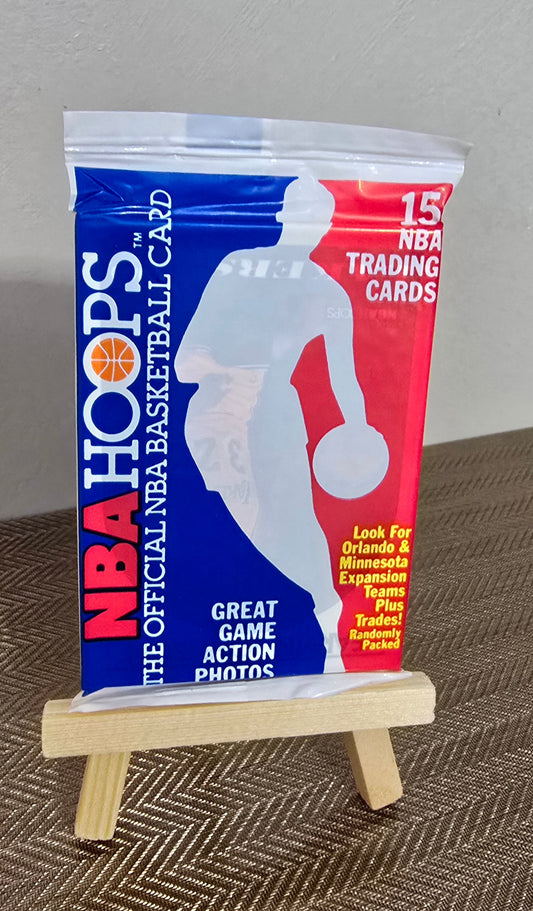 NBA HOOPS™
THE OFFICIAL NBA BASKETBALL CARD
15
NBA
TRADING
CARDS
Look For
Orlando &
Minnesota
Expansion
Teams
Plus
Trades!
Randomly
Packed
GREAT
GAME
ACTION
PHOTOS